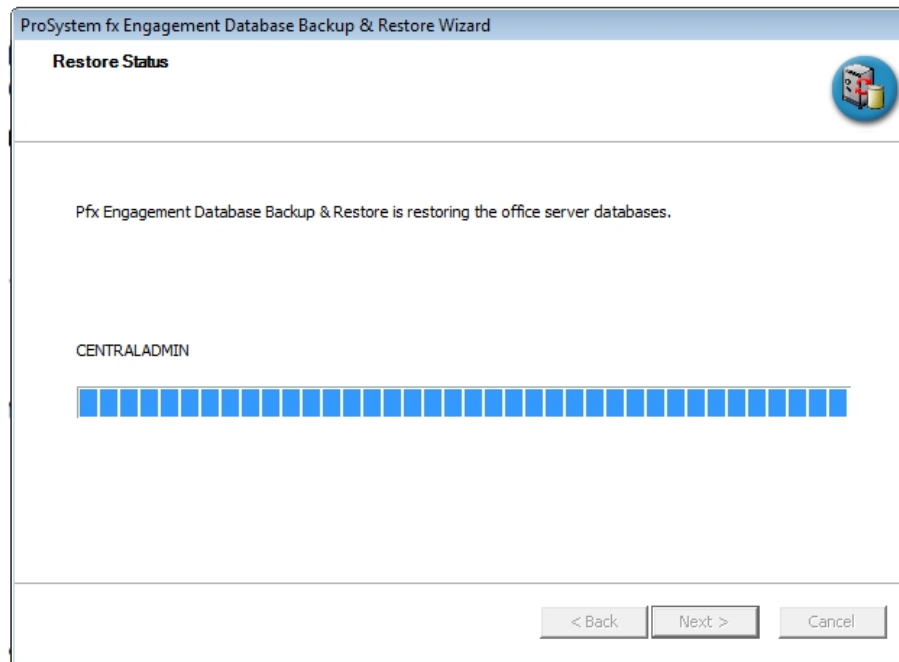 ProSystem fx Engagement Database Backup & Restore Wizard
Restore Status
Pfx Engagement Database Backup & Restore is restoring the office server databases.
CENTRALADMIN
< Back Next > Cancel